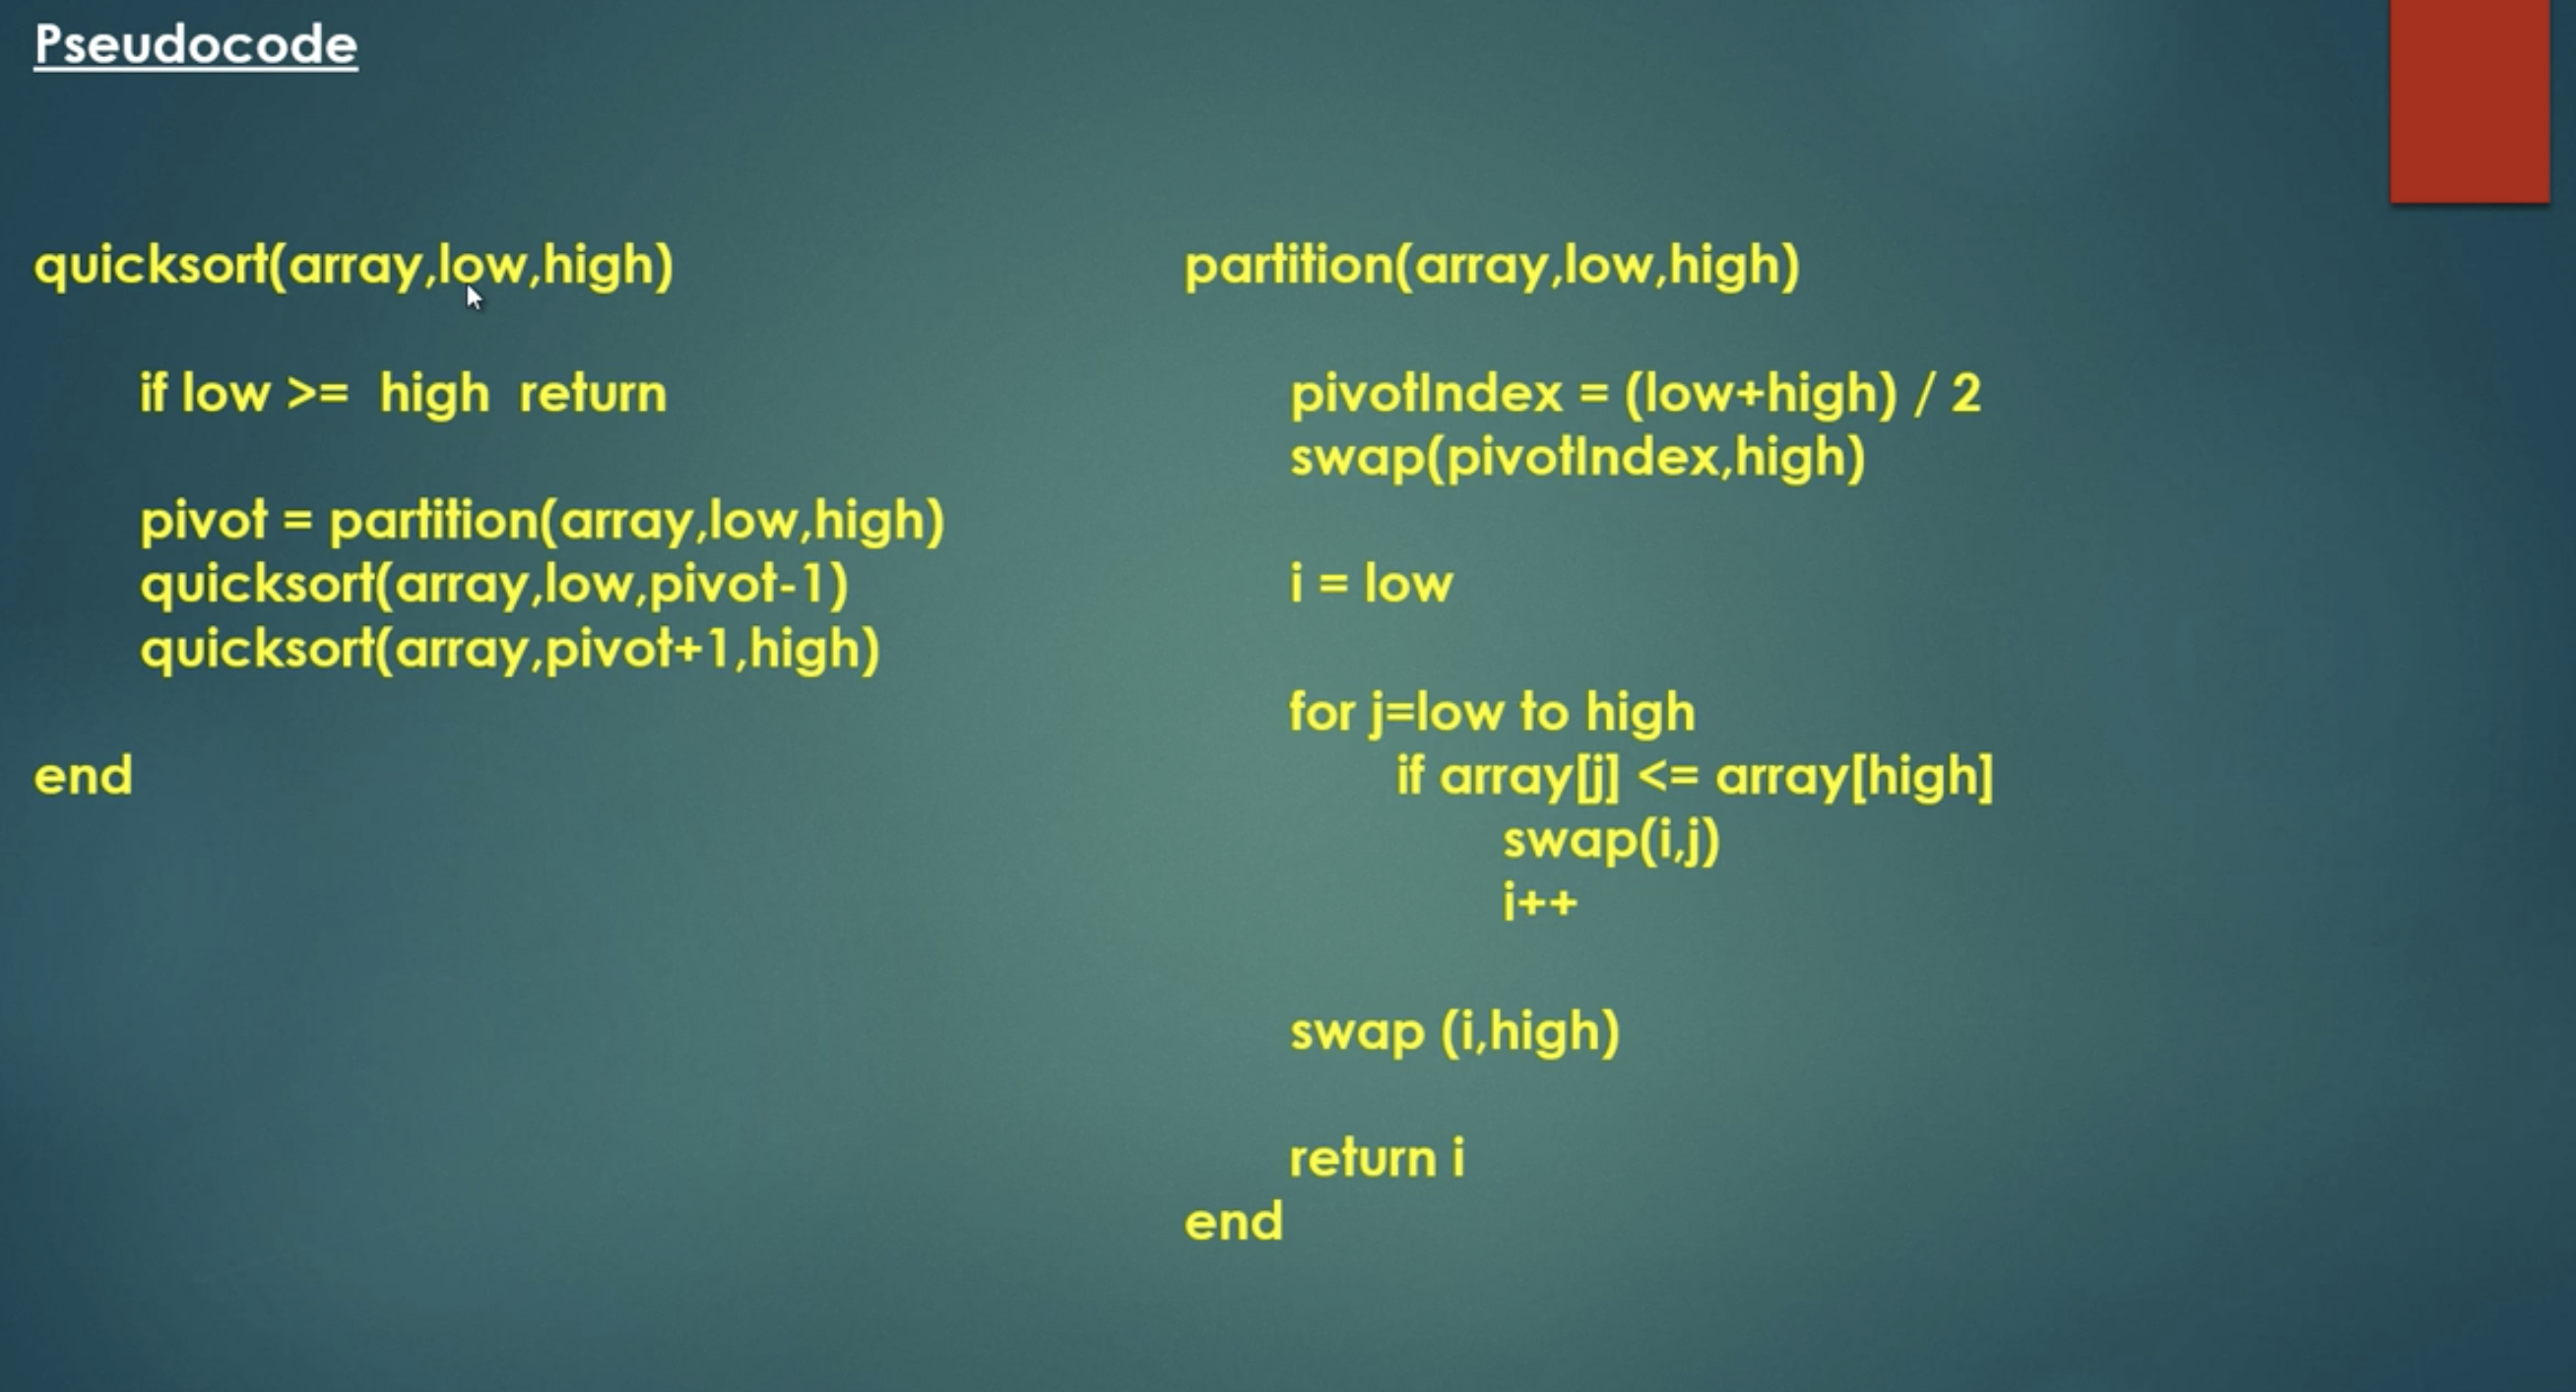 Pseudocode
quicksort(array,low,high)
if low >= high return
pivot = partition(array,low,high)
quicksort(array,low,pivot-1)
quicksort(array,pivot+1,high)
end
partition(array,low,high)
pivotIndex = (low+high) / 2
swap(pivotIndex,high)
i = low
for j=low to high
if array[j] <= array[high]
swap(i,j)
i++
swap (i,high)
return i
end